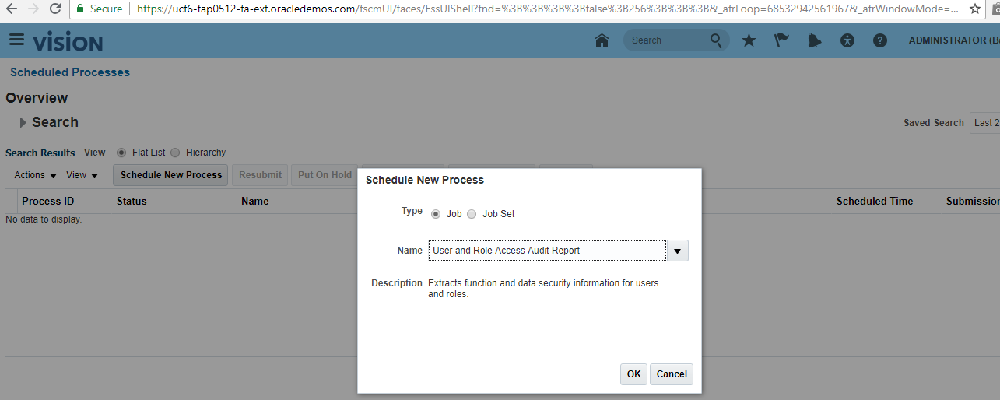 Secure https://ucf6-fap0512-fa-ext.oracledemos.com/fscmUI/faces/EssUIShell?fnd=%3B%3B%3B%3Bfalse%3B256%3B%3B%3B&_afrLoop=68532942561967&_afrWindowMode=...
VISION Search ADMINISTRATOR (Ba
Scheduled Processes
Overview
Search
Saved Search Last 2
Search Results View Flat List Hierarchy
Actions View Schedule New Process Resubmit Put On Hold
Process ID Status Name Scheduled Time Submission
No data to display.
Schedule New Process
Type Job Job Set
Name User and Role Access Audit Report
Description Extracts function and data security information for users
and roles.
OK Cancel